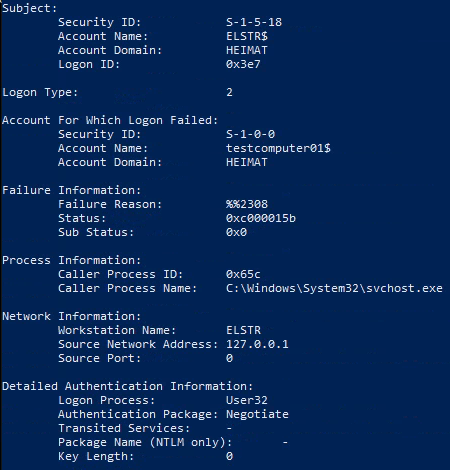 Subject:
Security ID: S-1-5-18
Account Name: ELSTR$
Account Domain: HEIMAT
Logon ID: 0x3e7
Logon Type: 2
Account For Which Logon Failed:
Security ID: S-1-0-0
Account Name: testcomputer01$
Account Domain: HEIMAT
Failure Information:
Failure Reason: %%2308
Status: 0xc000015b
Sub Status: 0x0
Process Information:
Caller Process ID: 0x65c
Caller Process Name: C:\Windows\System32\svchost.exe
Network Information:
Workstation Name: ELSTR
Source Network Address: 127.0.0.1
Source Port: 0
Detailed Authentication Information:
Logon Process: User32
Authentication Package: Negotiate
Transited Services: -
Package Name (NTLM only): -
Key Length: 0